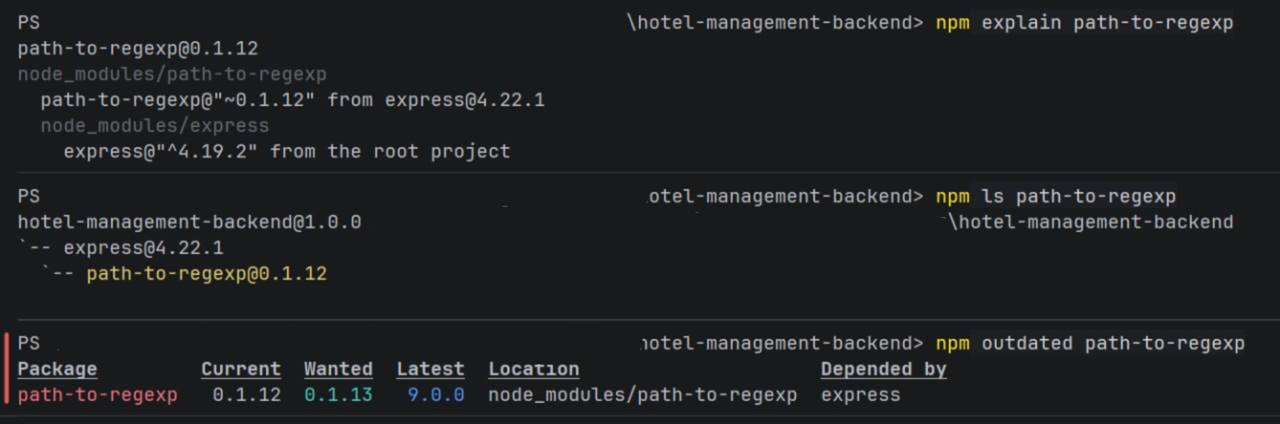 PS \hotel-management-backend> npm explain path-to-regexp
path-to-regexp@0.1.12
node_modules/path-to-regexp
path-to-regexp@"~0.1.12" from express@4.22.1
node_modules/express
express@"^4.19.2" from the root project
PS otel-management-backend> npm ls path-to-regexp
hotel-management-backend@1.0.0 \hotel-management-backend
`-- express@4.22.1
`-- path-to-regexp@0.1.12
PS hotel-management-backend> npm outdated path-to-regexp
Package Current Wanted Latest Location Depended by
path-to-regexp 0.1.12 0.1.13 9.0.0 node_modules/path-to-regexp express